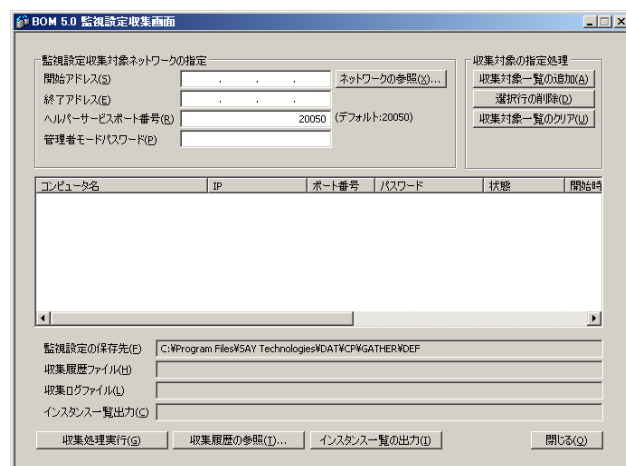 BOM 5.0 監視設定収集画面
監視設定収集対象ネットワークの指定
開始アドレス(S) . . . ネットワークの参照(X)...
終了アドレス(E) . . .
ヘルパーサービスポート番号(R) 20050 (デフォルト:20050)
管理者モードパスワード(P)
収集対象の指定処理
収集対象一覧の追加(A)
選択行の削除(D)
収集対象一覧のクリア(U)
コンピュータ名 IP ポート番号 パスワード 状態 開始時
監視設定の保存先(F) C:¥Program Files¥SAY Technologies¥DAT¥CP¥GATHER¥DEF
収集履歴ファイル(H)
収集ログファイル(L)
インスタンス一覧出力(C)
収集処理実行(G) 収集履歴の参照(T)... インスタンス一覧の出力(I) 閉じる(Q)